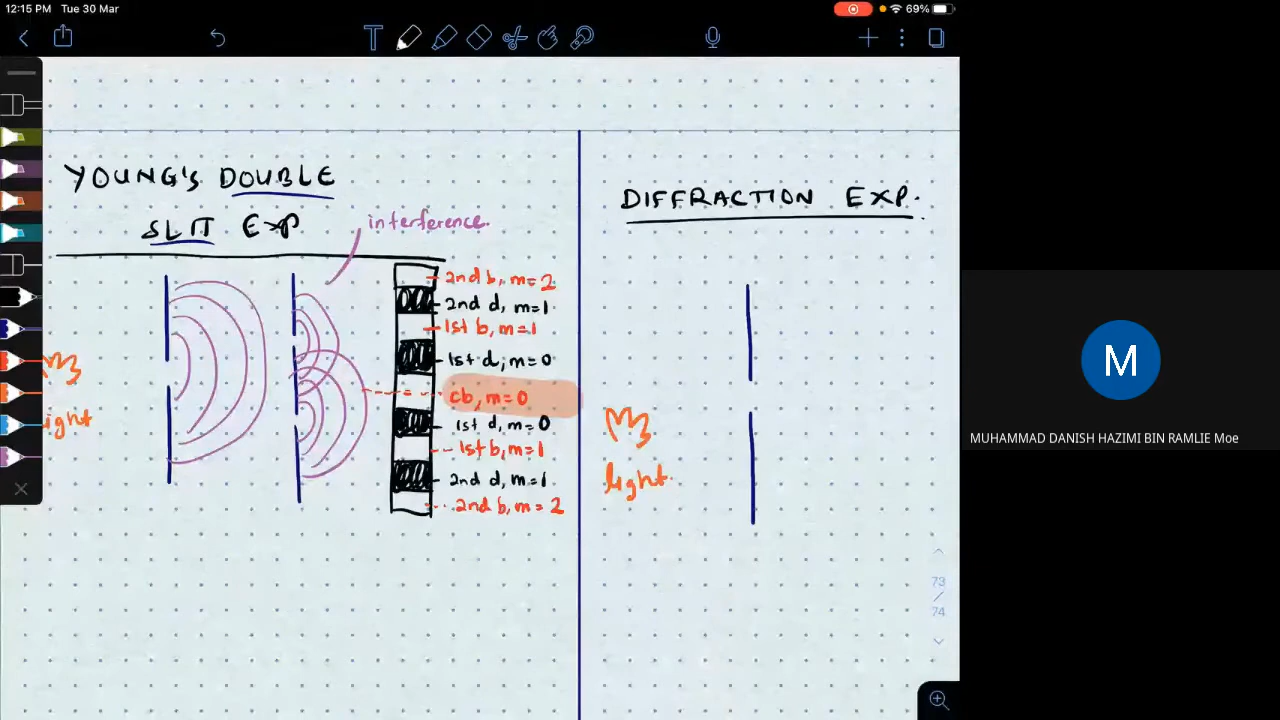 12:15 PM Tue 30 Mar
69%
YOUNG'S DOUBLE
SLIT EXP
interference
2nd b, m=2
2nd d, m=1
1st b, m=1
1st d, m=0
cb, m=0
1st d, m=0
1st b, m=1
2nd d, m=1
2nd b, m=2
ight
DIFFRACTION EXP.
light
73
/
74
M
MUHAMMAD DANISH HAZIMI BIN RAMLIE Moe